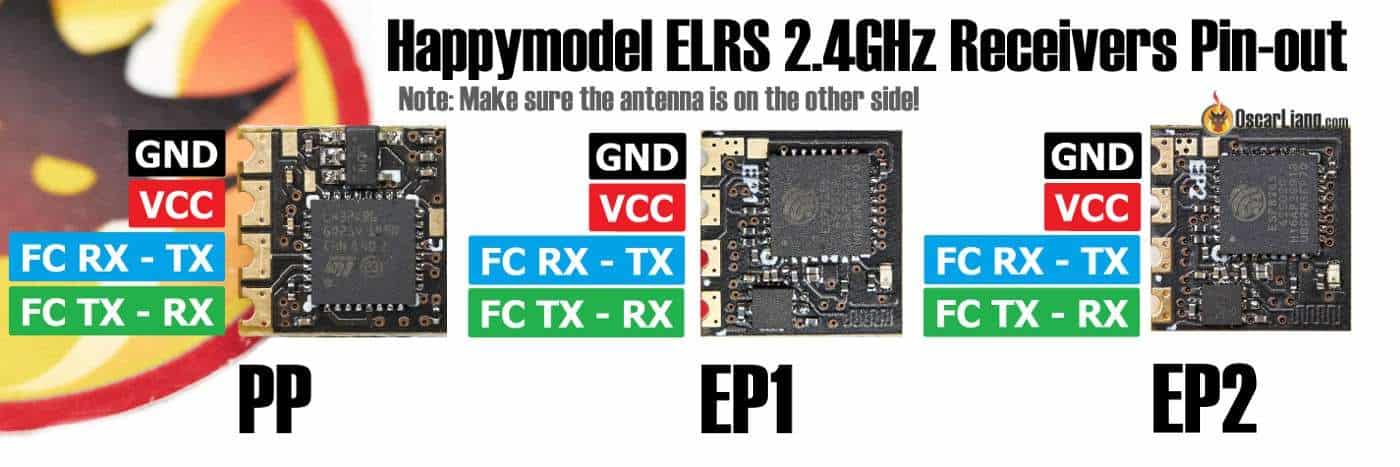 Happymodel ELRS 2.4GHz Receivers Pin-out
Note: Make sure the antenna is on the other side!
OscarLiang.com
GND
VCC
FC RX - TX
FC TX - RX
PP
GND
VCC
FC RX - TX
FC TX - RX
EP1
EP1
GND
VCC
FC RX - TX
FC TX - RX
EP2
EP2